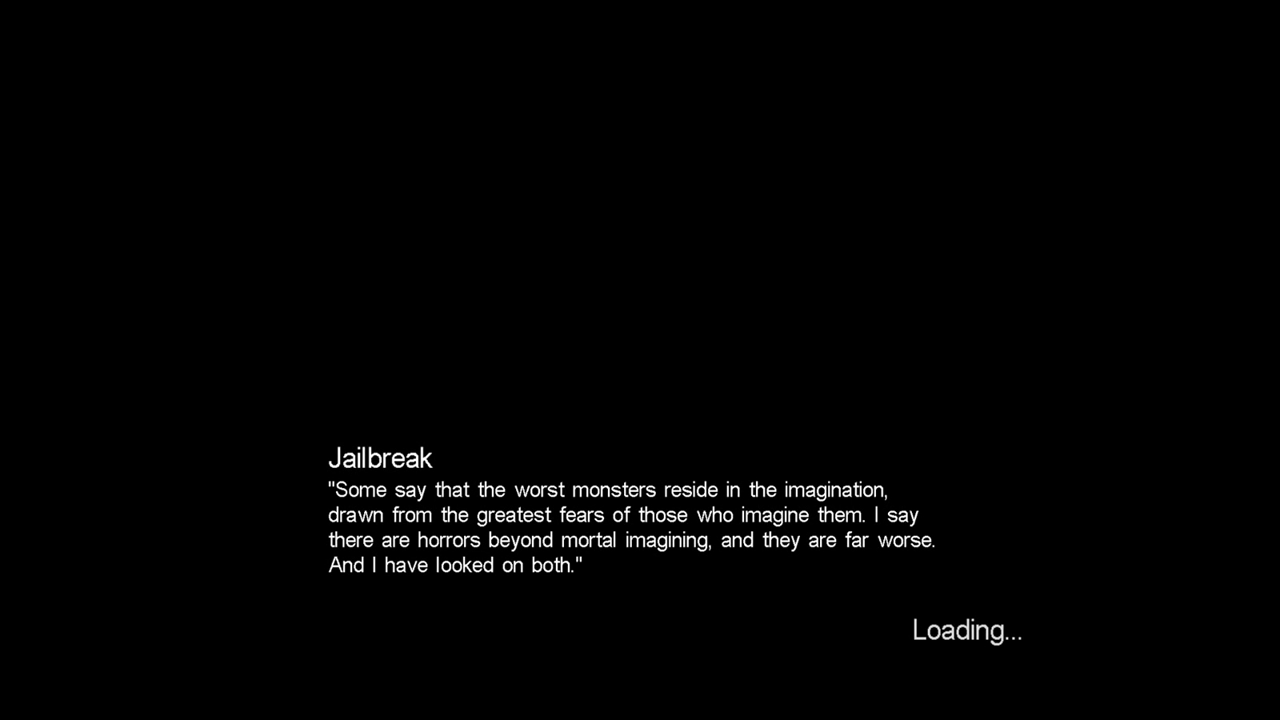 Jailbreak
"Some say that the worst monsters reside in the imagination,
drawn from the greatest fears of those who imagine them. I say
there are horrors beyond mortal imagining, and they are far worse.
And I have looked on both."
Loading...